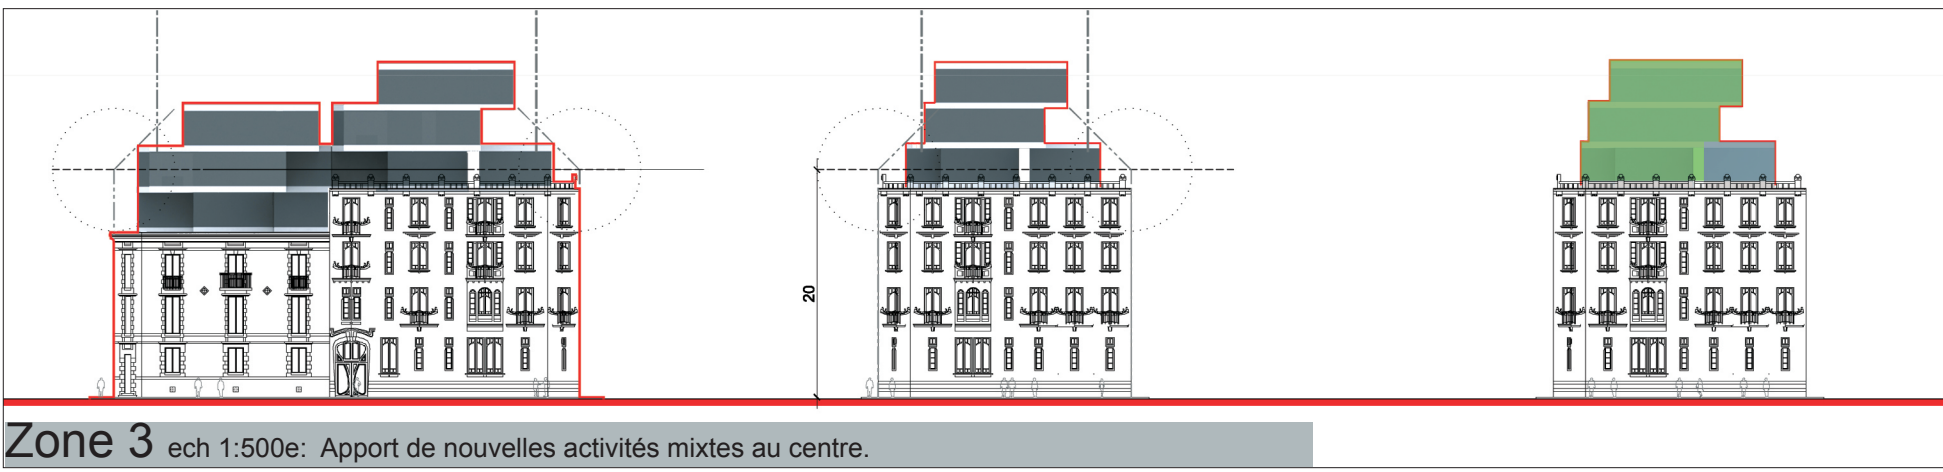 20
Zone 3 ech 1:500e: Apport de nouvelles activités mixtes au centre.